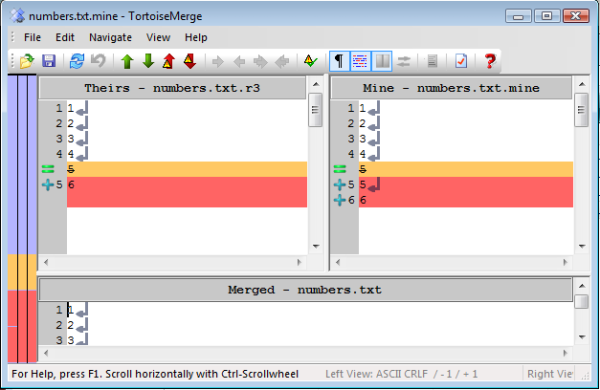 numbers.txt.mine - TortoiseMerge
File Edit Navigate View Help
Theirs - numbers.txt.r3
1 1
2 2
3 3
4 4
5
5 6
Mine - numbers.txt.mine
1 1
2 2
3 3
4 4
5
5 5
6 6
Merged - numbers.txt
1 1
2 2
3 3
For Help, press F1. Scroll horizontally with Ctrl-Scrollwheel Left View: ASCII CRLF / -1 / + 1 Right Vie